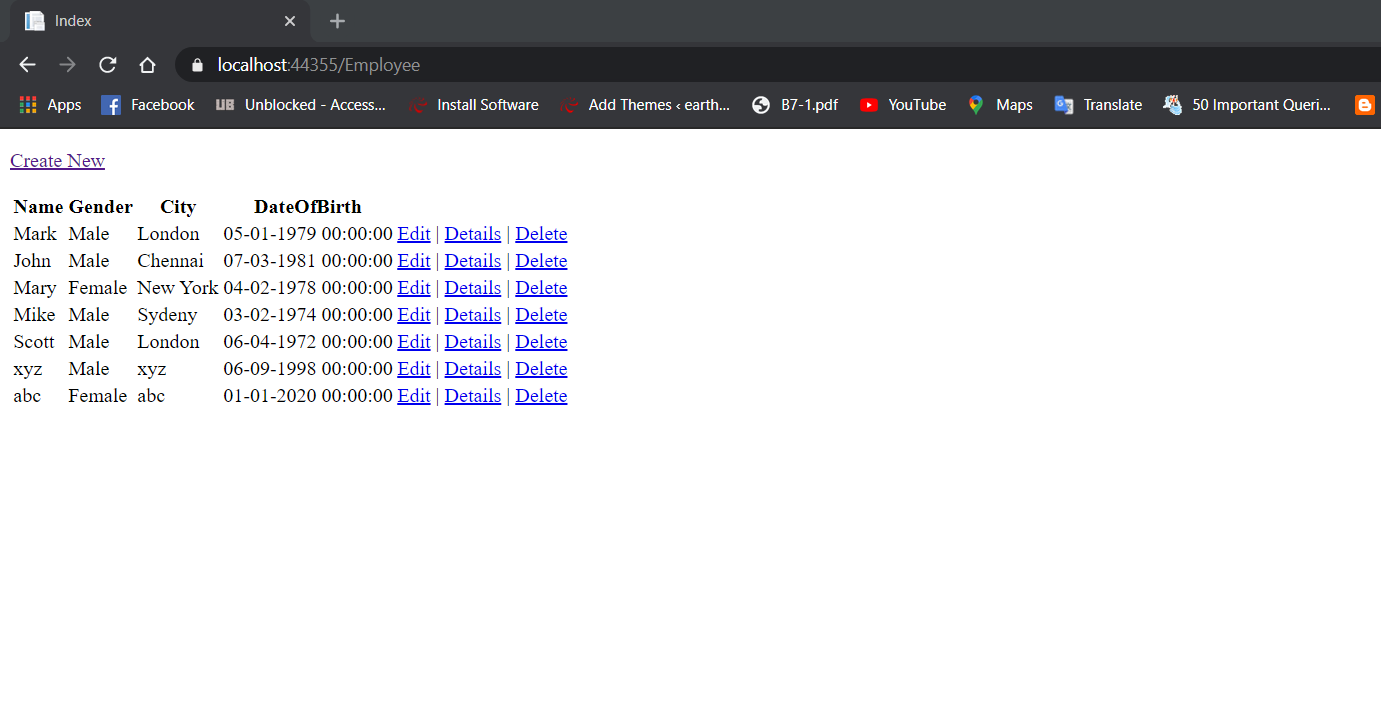 Index
localhost:44355/Employee
Apps Facebook UB Unblocked - Access... Install Software Add Themes ‹ earth... B7-1.pdf YouTube Maps Translate 50 Important Queri...
Create New
Name Gender City DateOfBirth
Mark Male London 05-01-1979 00:00:00 Edit | Details | Delete
John Male Chennai 07-03-1981 00:00:00 Edit | Details | Delete
Mary Female New York 04-02-1978 00:00:00 Edit | Details | Delete
Mike Male Sydeny 03-02-1974 00:00:00 Edit | Details | Delete
Scott Male London 06-04-1972 00:00:00 Edit | Details | Delete
xyz Male xyz 06-09-1998 00:00:00 Edit | Details | Delete
abc Female abc 01-01-2020 00:00:00 Edit | Details | Delete